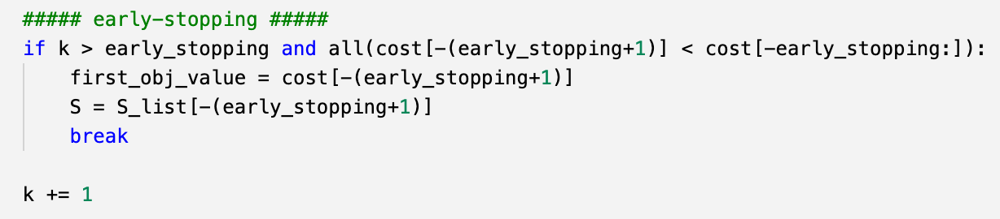 ##### early-stopping #####
if k > early_stopping and all(cost[-(early_stopping+1)] < cost[-early_stopping:]):
    first_obj_value = cost[-(early_stopping+1)]
    S = S_list[-(early_stopping+1)]
    break
k += 1